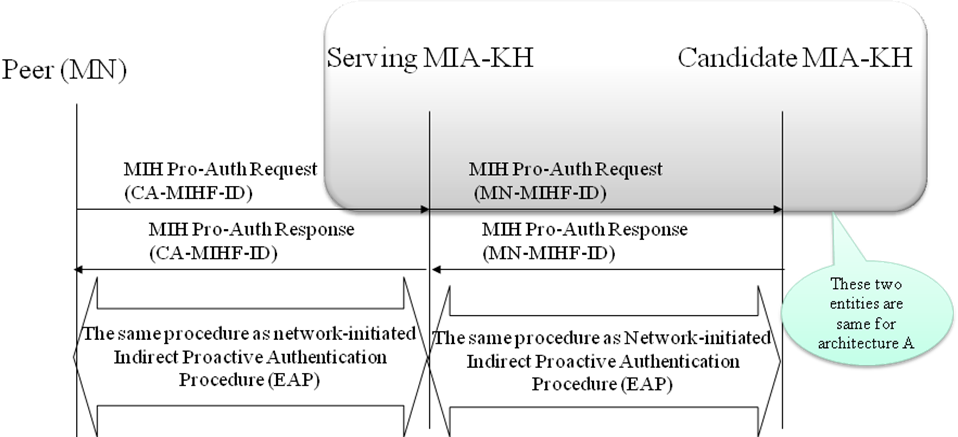 Peer (MN)
Serving MIA-KH
Candidate MIA-KH
MIH Pro-Auth Request
(CA-MIHF-ID)
MIH Pro-Auth Request
(MN-MIHF-ID)
MIH Pro-Auth Response
(CA-MIHF-ID)
MIH Pro-Auth Response
(MN-MIHF-ID)
The same procedure as network-initiated
Indirect Proactive Authentication
Procedure (EAP)
The same procedure as Network-initiated
Indirect Proactive Authentication
Procedure (EAP)
These two
entities are
same for
architecture A